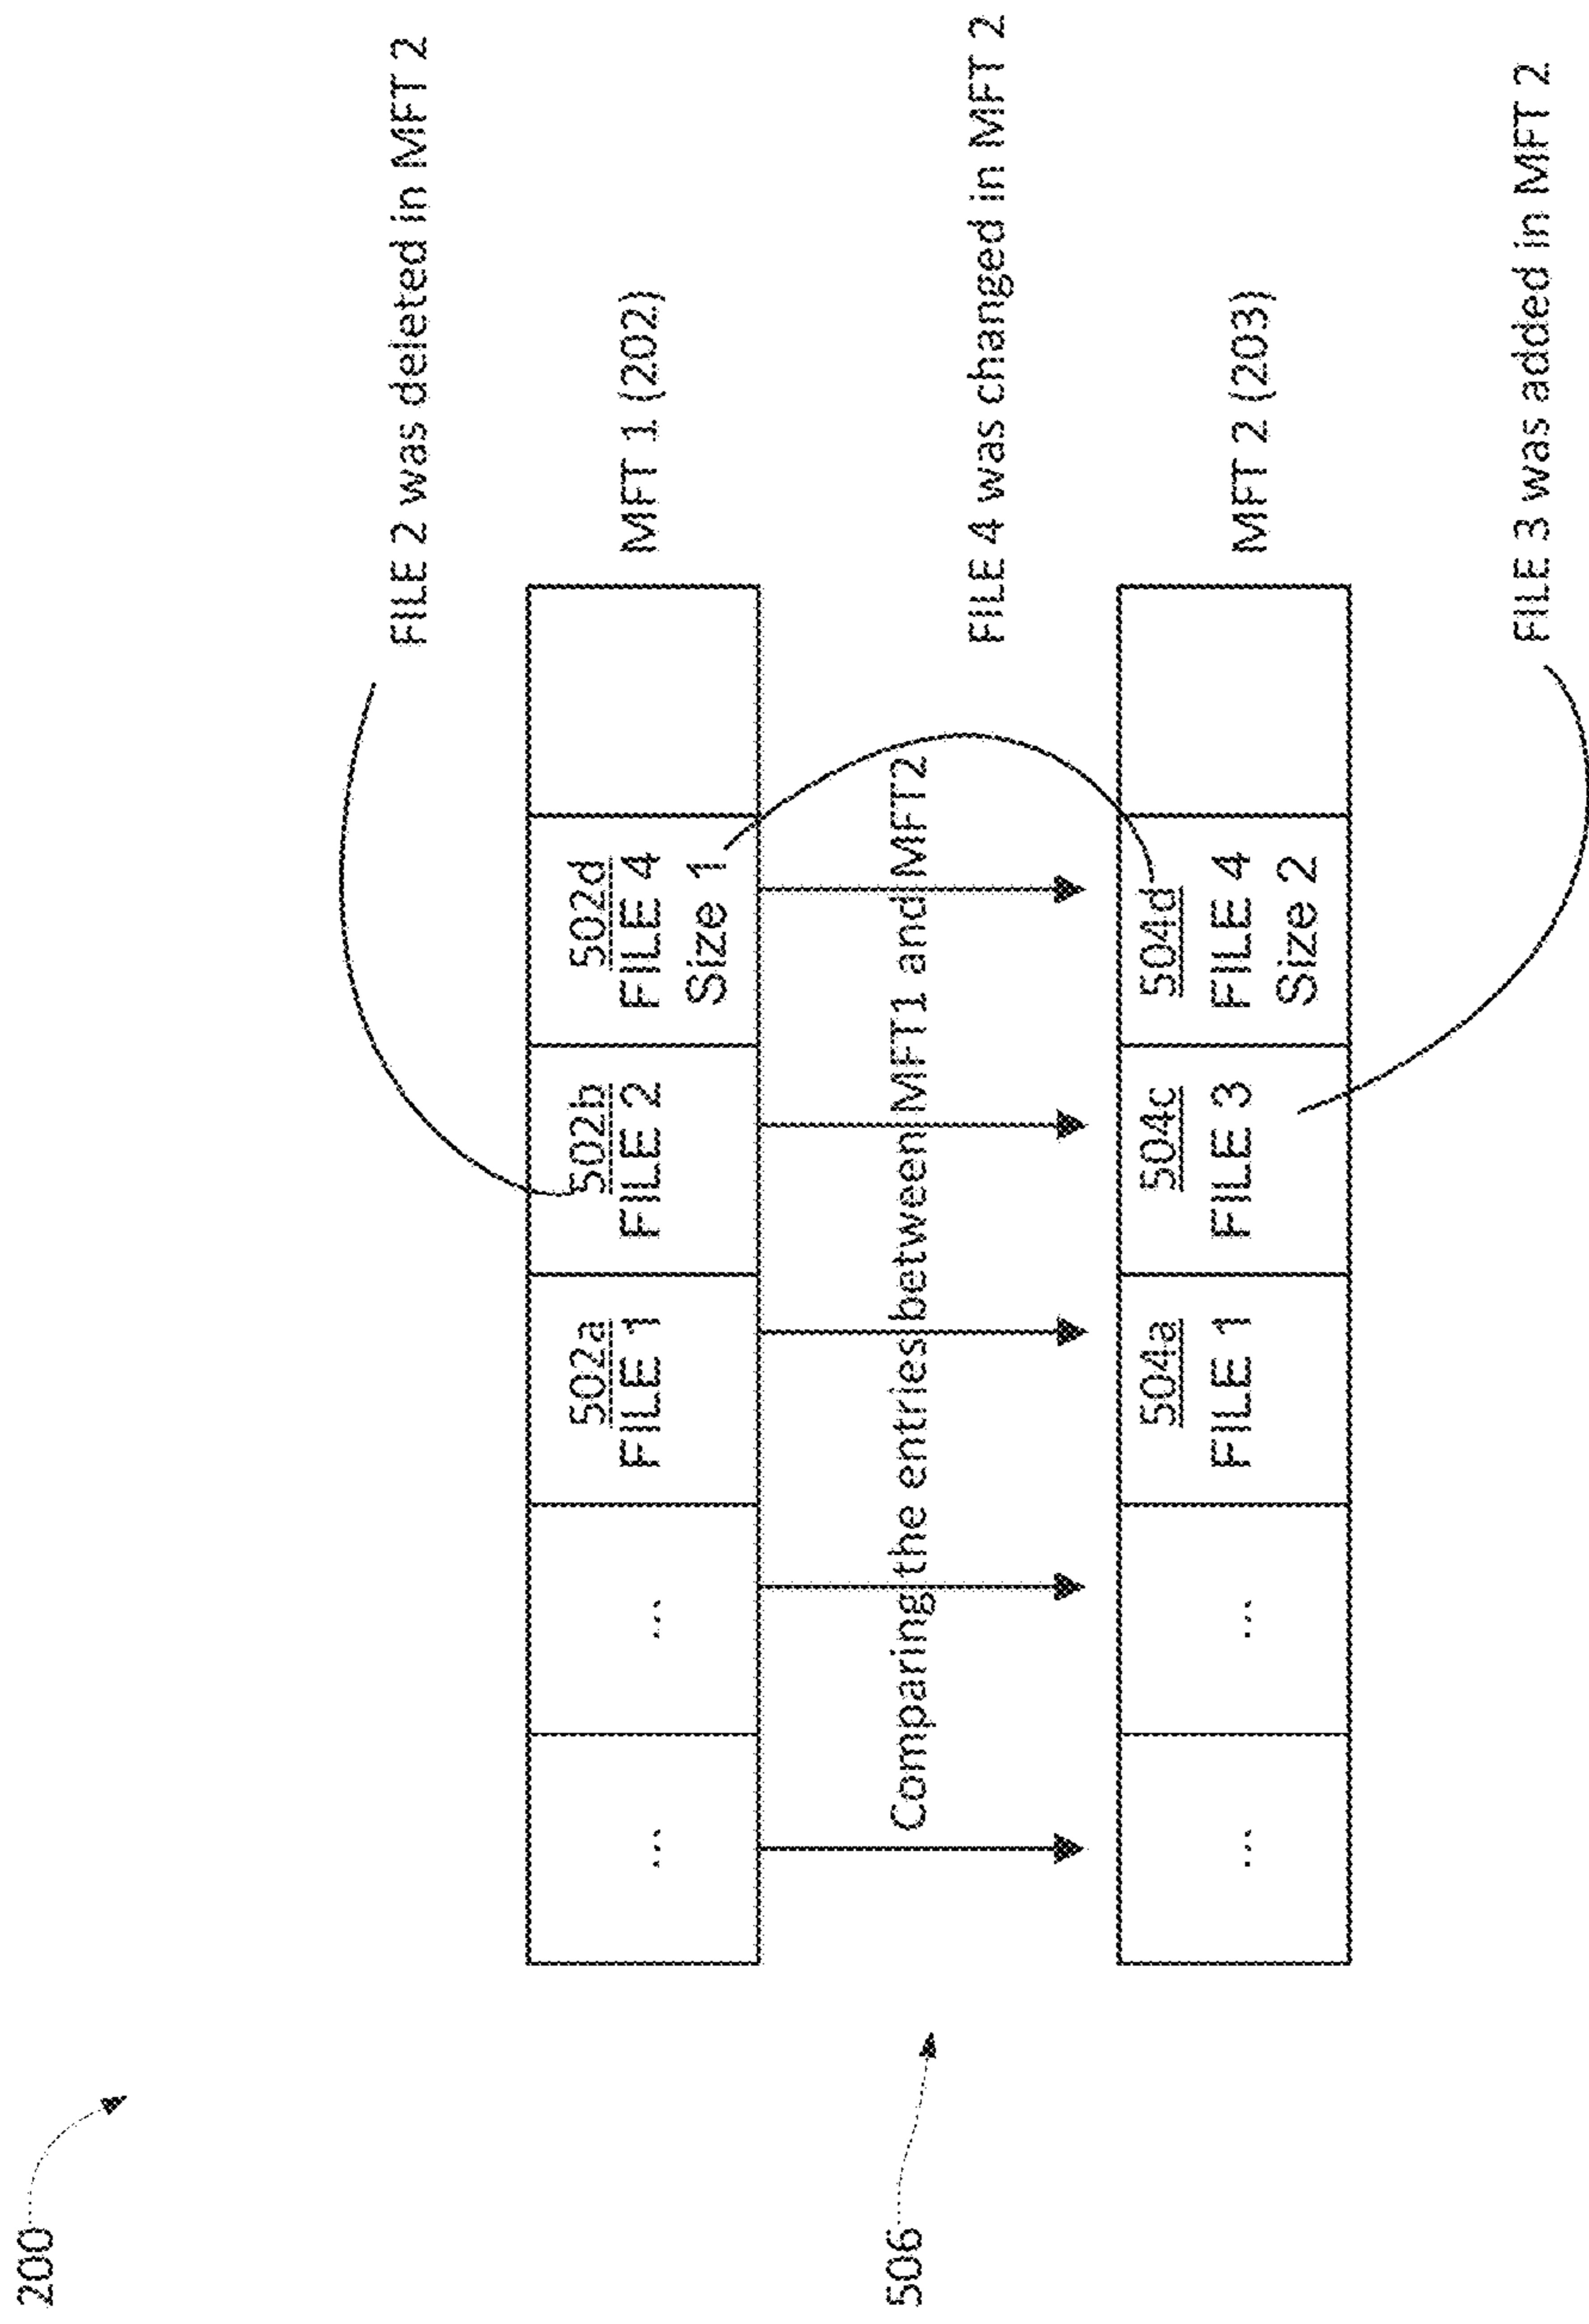 200
FILE 2 was deleted in MFT 2
...
...
502a
FILE 1
502b
FILE 2
502d
FILE 4
Size 1
MFT 1 (202)
506
Comparing the entries between MFT1 and MFT2
FILE 4 was changed in MFT 2
...
...
504a
FILE 1
504c
FILE 3
504d
FILE 4
Size 2
MFT 2 (203)
FILE 3 was added in MFT 2